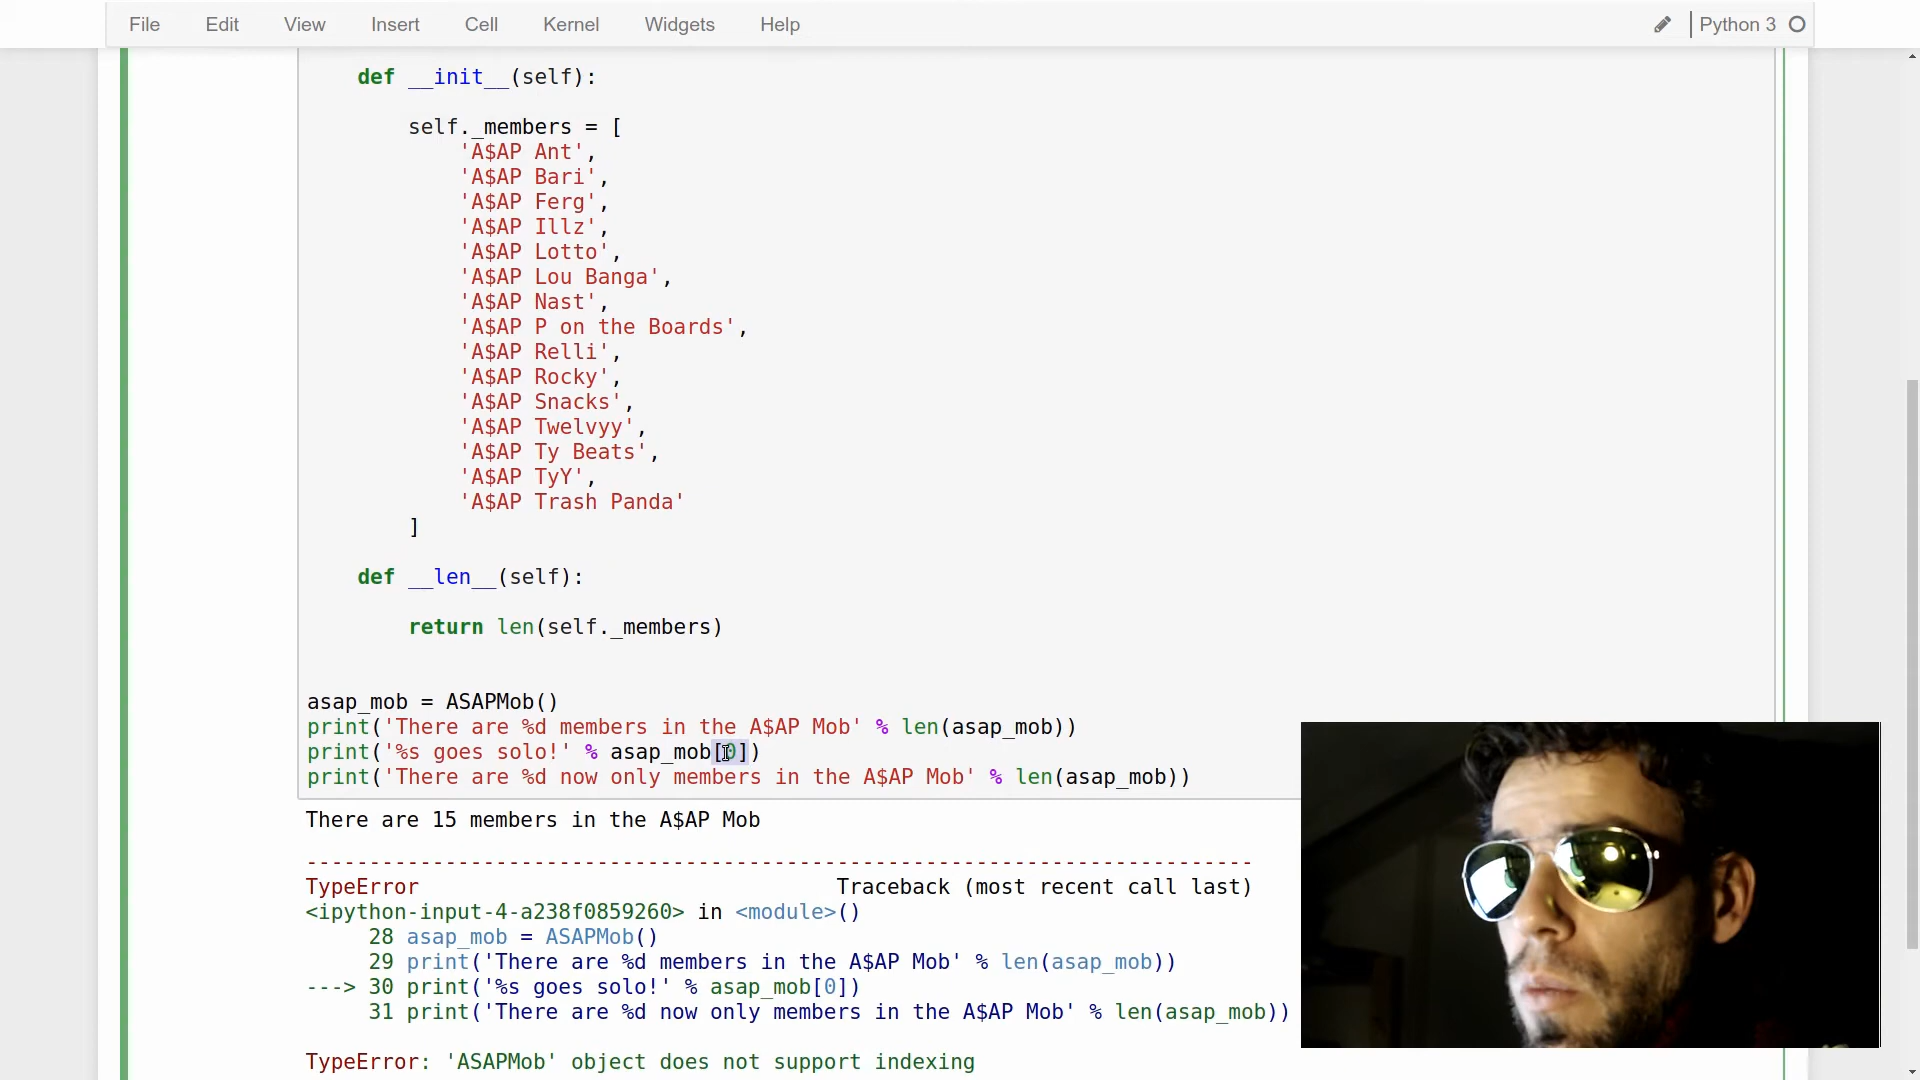 File Edit View Insert Cell Kernel Widgets Help Python 3
def __init__(self):
self._members = [
'A$AP Ant',
'A$AP Bari',
'A$AP Ferg',
'A$AP Illz',
'A$AP Lotto',
'A$AP Lou Banga',
'A$AP Nast',
'A$AP P on the Boards',
'A$AP Relli',
'A$AP Rocky',
'A$AP Snacks',
'A$AP Twelvyy',
'A$AP Ty Beats',
'A$AP TyY',
'A$AP Trash Panda'
]
def __len__(self):
return len(self._members)
asap_mob = ASAPMob()
print('There are %d members in the A$AP Mob' % len(asap_mob))
print('%s goes solo!' % asap_mob[0])
print('There are %d now only members in the A$AP Mob' % len(asap_mob))
There are 15 members in the A$AP Mob
---------------------------------------------------------------------------
TypeError Traceback (most recent call last)
<ipython-input-4-a238f0859260> in <module>()
28 asap_mob = ASAPMob()
29 print('There are %d members in the A$AP Mob' % len(asap_mob))
---> 30 print('%s goes solo!' % asap_mob[0])
31 print('There are %d now only members in the A$AP Mob' % len(asap_mob))
TypeError: 'ASAPMob' object does not support indexing